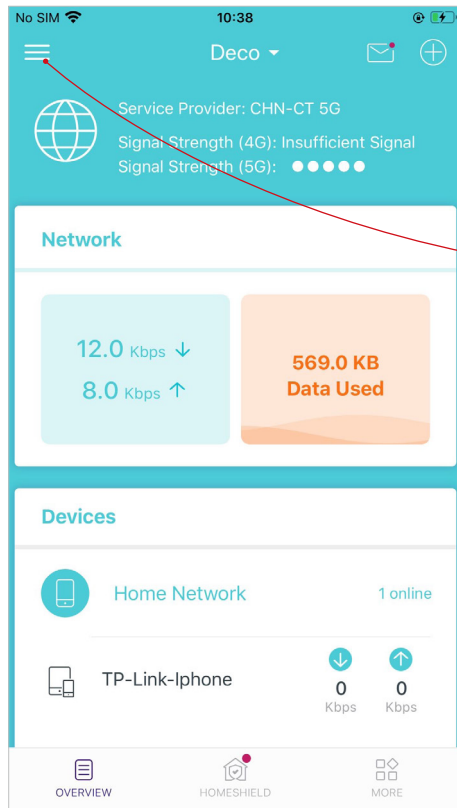 No SIM 10:38
Deco
Service Provider: CHN-CT 5G
Signal Strength (4G): Insufficient Signal
Signal Strength (5G):
Network
12.0 Kbps ↓
8.0 Kbps ↑
569.0 KB
Data Used
Devices
Home Network 1 online
TP-Link-Iphone
0 0
Kbps Kbps
OVERVIEW HOMESHIELD MORE